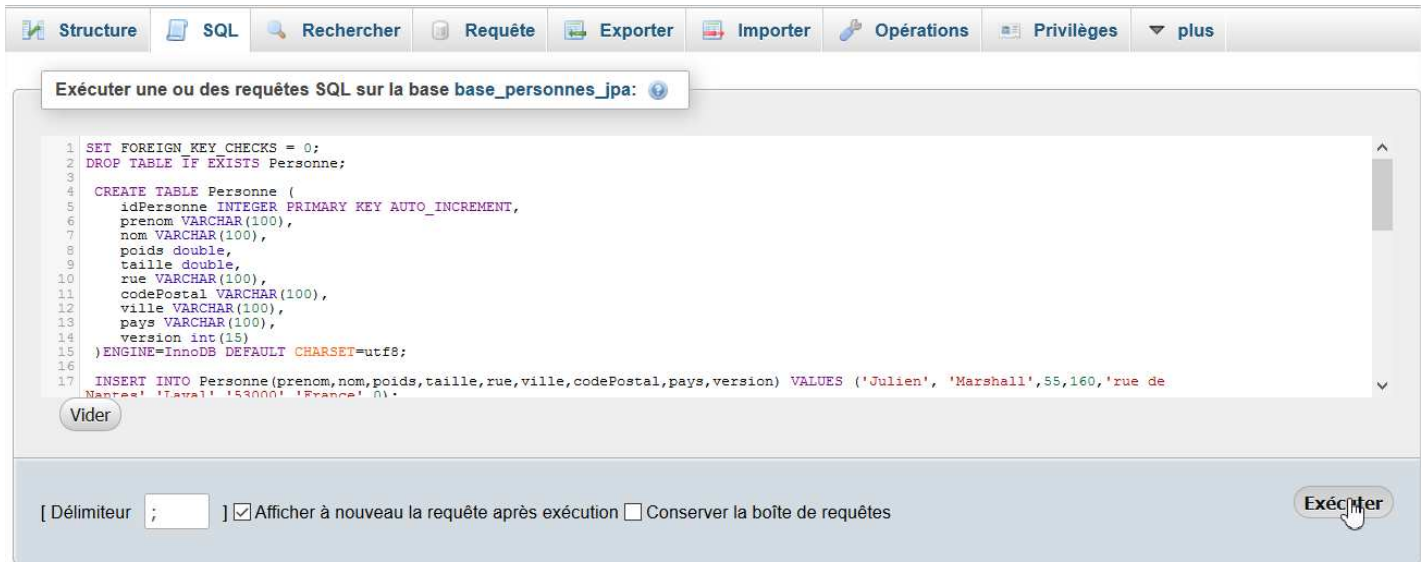 Structure SQL Rechercher Requête Exporter Importer Opérations Privilèges plus
Exécuter une ou des requêtes SQL sur la base base_personnes_jpa:
1 SET FOREIGN_KEY_CHECKS = 0;
2 DROP TABLE IF EXISTS Personne;
3
4 CREATE TABLE Personne (
5 idPersonne INTEGER PRIMARY KEY AUTO_INCREMENT,
6 prenom VARCHAR(100),
7 nom VARCHAR(100),
8 poids double,
9 taille double,
10 rue VARCHAR(100),
11 codePostal VARCHAR(100),
12 ville VARCHAR(100),
13 pays VARCHAR(100),
14 version int(15)
15 )ENGINE=InnoDB DEFAULT CHARSET=utf8;
16
17 INSERT INTO Personne(prenom,nom,poids,taille,rue,ville,codePostal,pays,version) VALUES ('Julien', 'Marshall',55,160,'rue de
Nantes','Laval','53000','France',0);
Vider
[ Délimiteur ; ] Afficher à nouveau la requête après exécution Conserver la boîte de requêtes
Exécuter